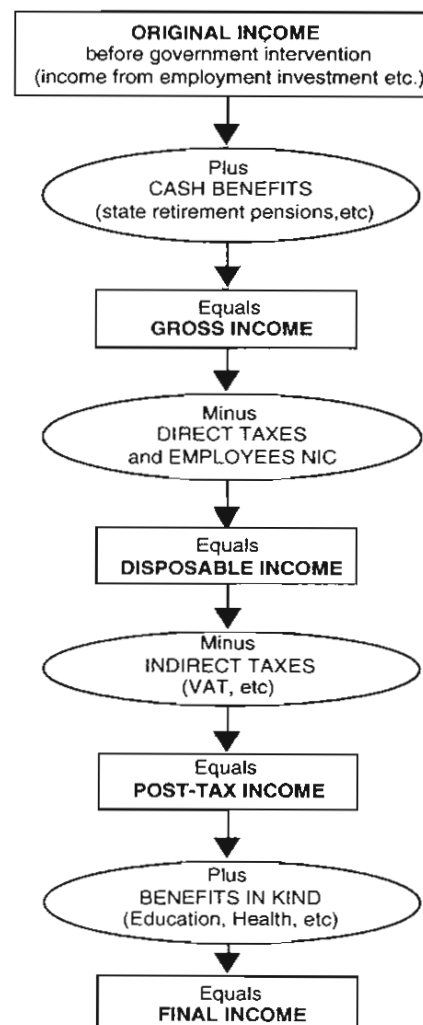 ORIGINAL INCOME
before government intervention
(income from employment investment etc.)
Plus
CASH BENEFITS
(state retirement pensions,etc)
Equals
GROSS INCOME
Minus
DIRECT TAXES
and EMPLOYEES NIC
Equals
DISPOSABLE INCOME
Minus
INDIRECT TAXES
(VAT, etc)
Equals
POST-TAX INCOME
Plus
BENEFITS IN KIND
(Education, Health, etc)
Equals
FINAL INCOME